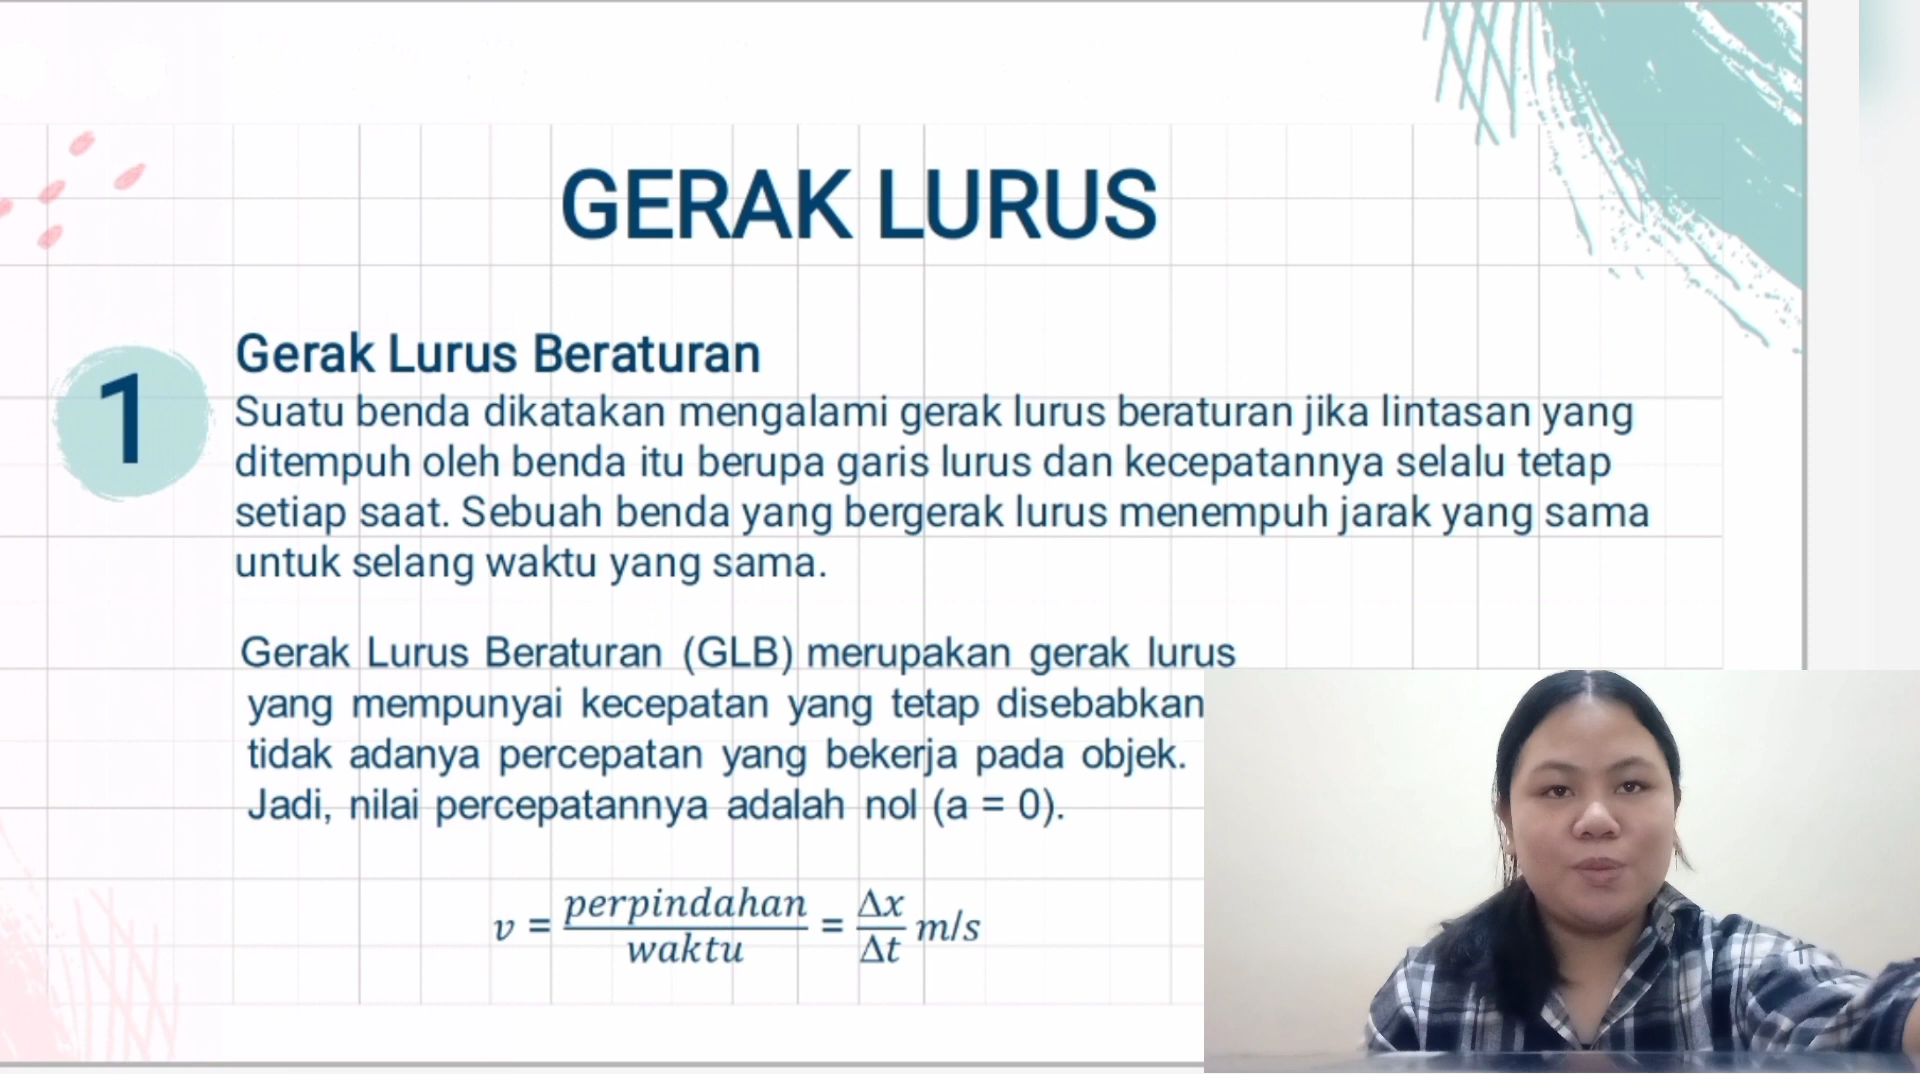 GERAK LURUS
1
Gerak Lurus Beraturan
Suatu benda dikatakan mengalami gerak lurus beraturan jika lintasan yang
ditempuh oleh benda itu berupa garis lurus dan kecepatannya selalu tetap
setiap saat. Sebuah benda yang bergerak lurus menempuh jarak yang sama
untuk selang waktu yang sama.
Gerak Lurus Beraturan (GLB) merupakan gerak lurus
yang mempunyai kecepatan yang tetap disebabkan
tidak adanya percepatan yang bekerja pada objek.
Jadi, nilai percepatannya adalah nol (a = 0).
v = perpindahan/waktu = Δx/Δt m/s